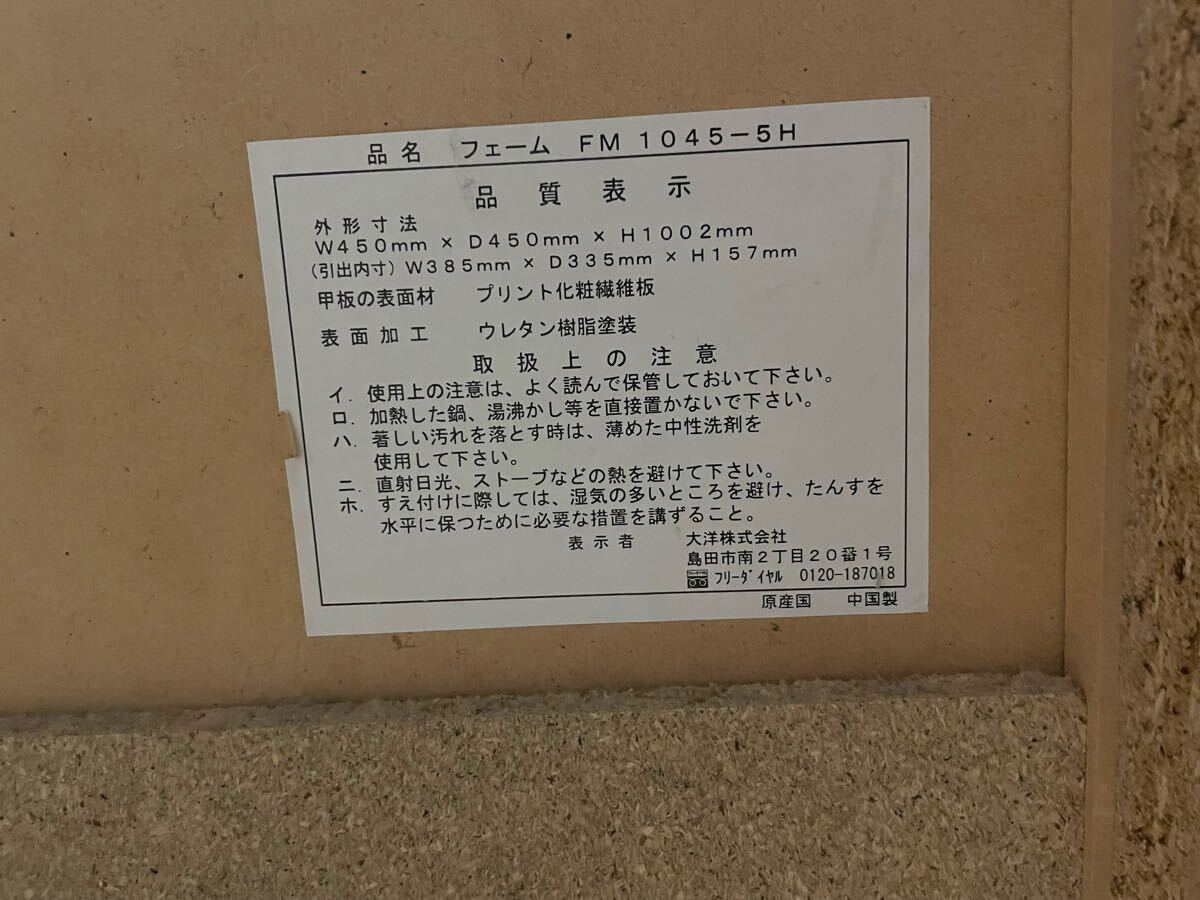 品名 フェーム FM 1045-5H
品質表示
外形寸法
W450mm × D450mm × H1002mm
(引出内寸) W385mm × D335mm × H157mm
甲板の表面材 プリント化粧繊維板
表面加工 ウレタン樹脂塗装
取扱上の注意
イ. 使用上の注意は、よく読んで保管しておいて下さい。
ロ. 加熱した鍋、湯沸かし等を直接置かないで下さい。
ハ. 著しい汚れを落とす時は、薄めた中性洗剤を
使用して下さい。
ニ. 直射日光、ストーブなどの熱を避けて下さい。
ホ. すえ付けに際しては、湿気の多いところを避け、たんすを
水平に保つために必要な措置を講ずること。
表示者 大洋株式会社
島田市南2丁目20番1号
フリーダイヤル 0120-187018
原産国 中国製